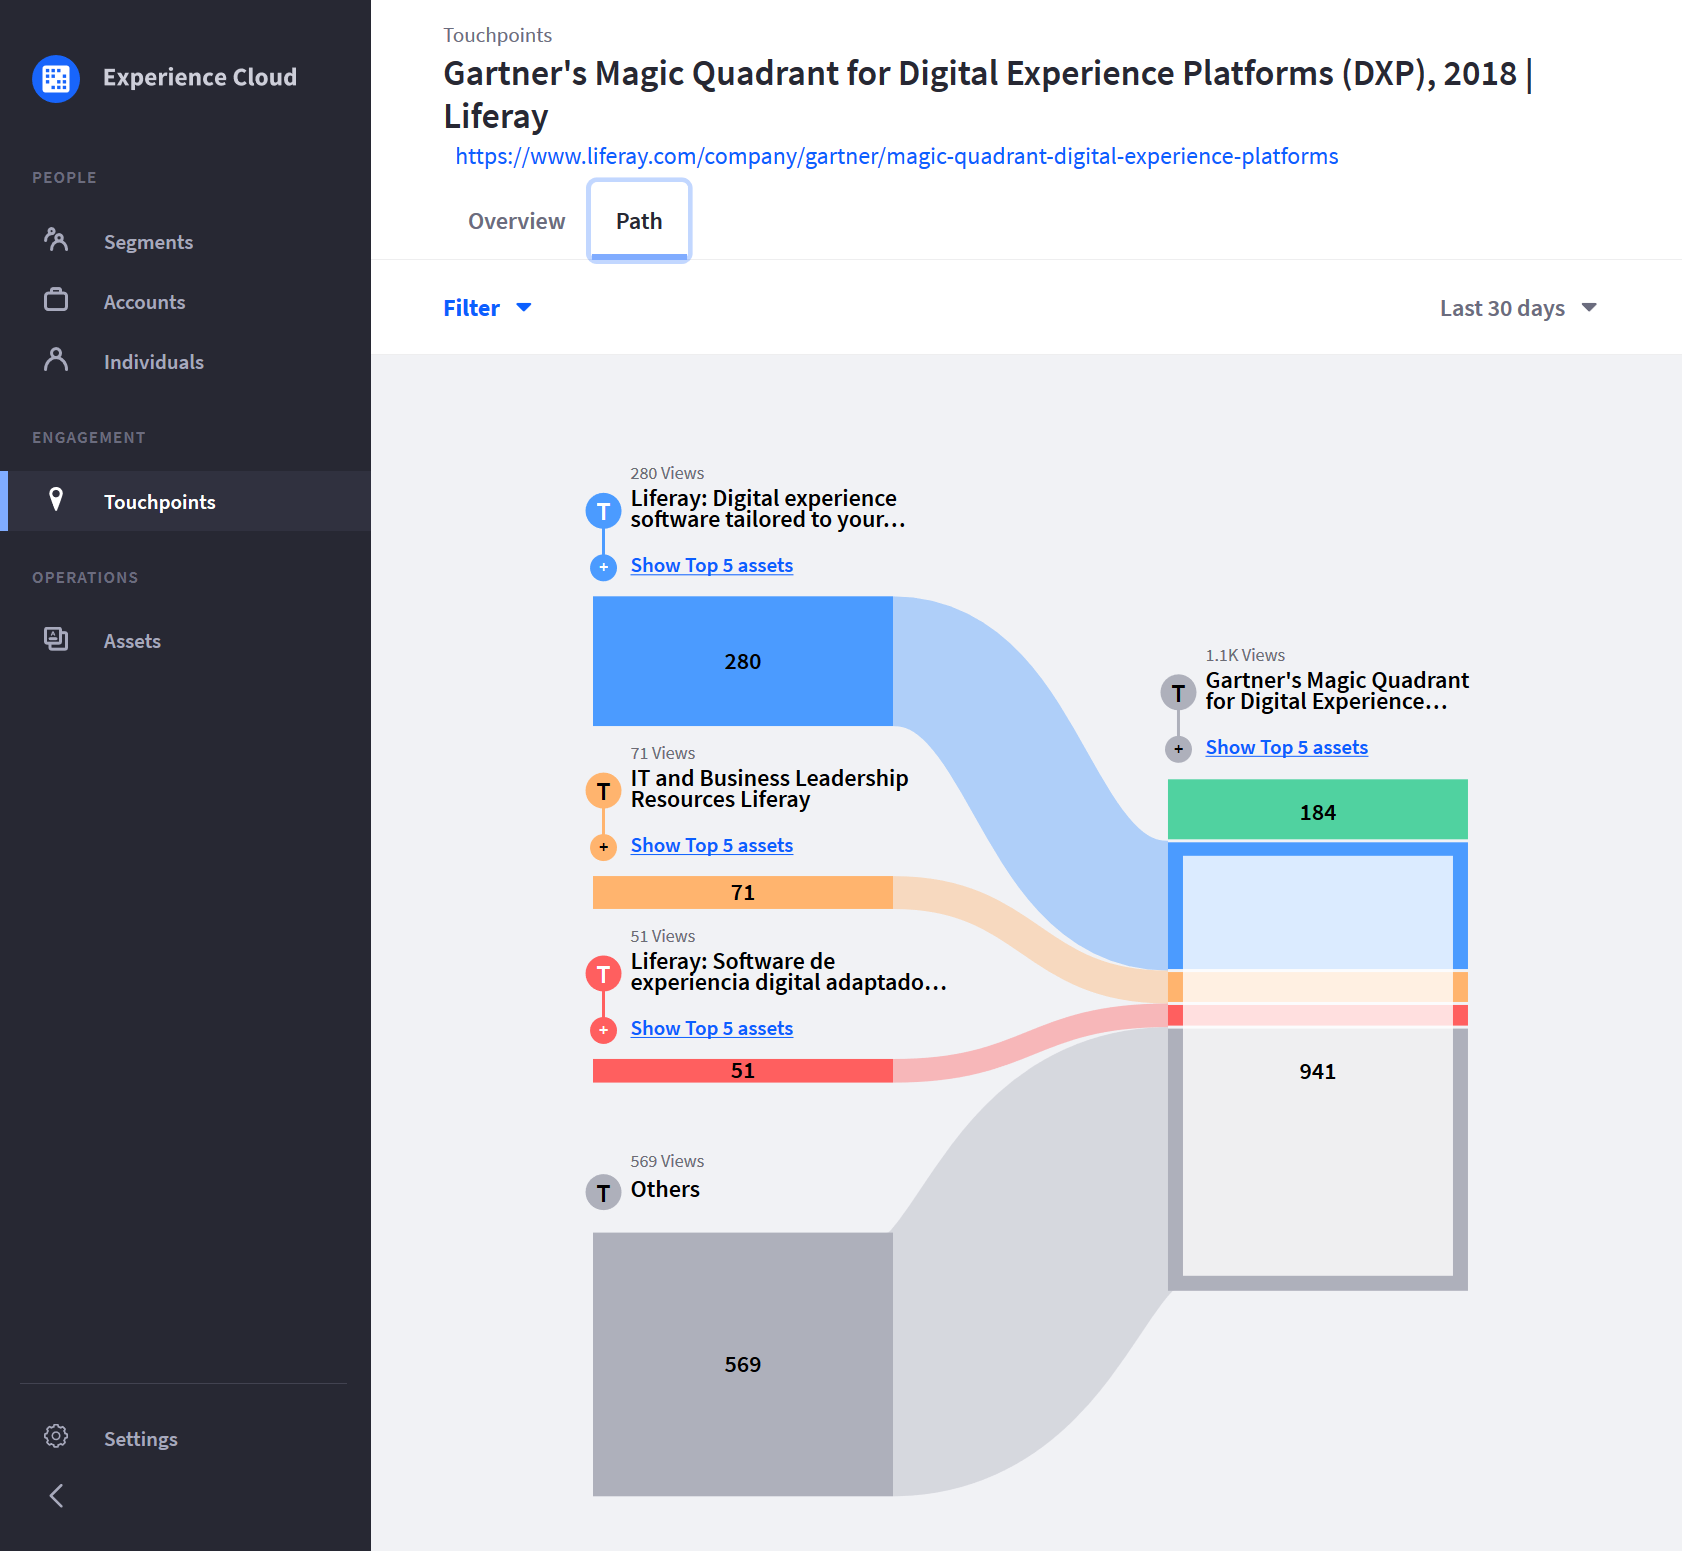 Experience Cloud
PEOPLE
Segments
Accounts
Individuals
ENGAGEMENT
Touchpoints
OPERATIONS
Assets
Settings
Touchpoints
Gartner's Magic Quadrant for Digital Experience Platforms (DXP), 2018 |
Liferay
https://www.liferay.com/company/gartner/magic-quadrant-digital-experience-platforms
Overview
Path
Filter
Last 30 days
280 Views
T
Liferay: Digital experience
software tailored to your...
+
Show Top 5 assets
280
71 Views
T
IT and Business Leadership
Resources Liferay
+
Show Top 5 assets
71
51 Views
T
Liferay: Software de
experiencia digital adaptado...
+
Show Top 5 assets
51
569 Views
T
Others
569
1.1K Views
T
Gartner's Magic Quadrant
for Digital Experience...
+
Show Top 5 assets
184
941